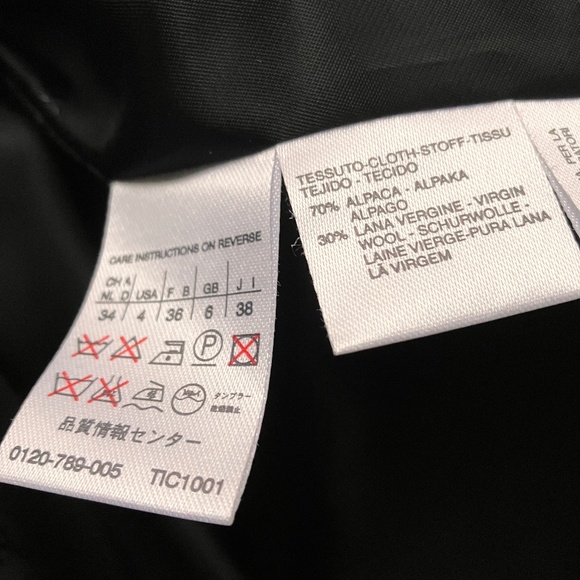 CARE INSTRUCTIONS ON REVERSE
CH A
NL D USA F B GB J I
34 4 36 6 38
P
タンブラー
乾燥禁止
品質情報センター
0120-789-005 TIC1001
TESSUTO-CLOTH-STOFF-TISSU
TEJIDO - TECIDO
70% ALPACA - ALPAKA
ALPAGO
30% LANA VERGINE - VIRGIN
WOOL - SCHURWOLLE -
LAINE VIERGE-PURA LANA
LÃ VIRGEM
PER LA